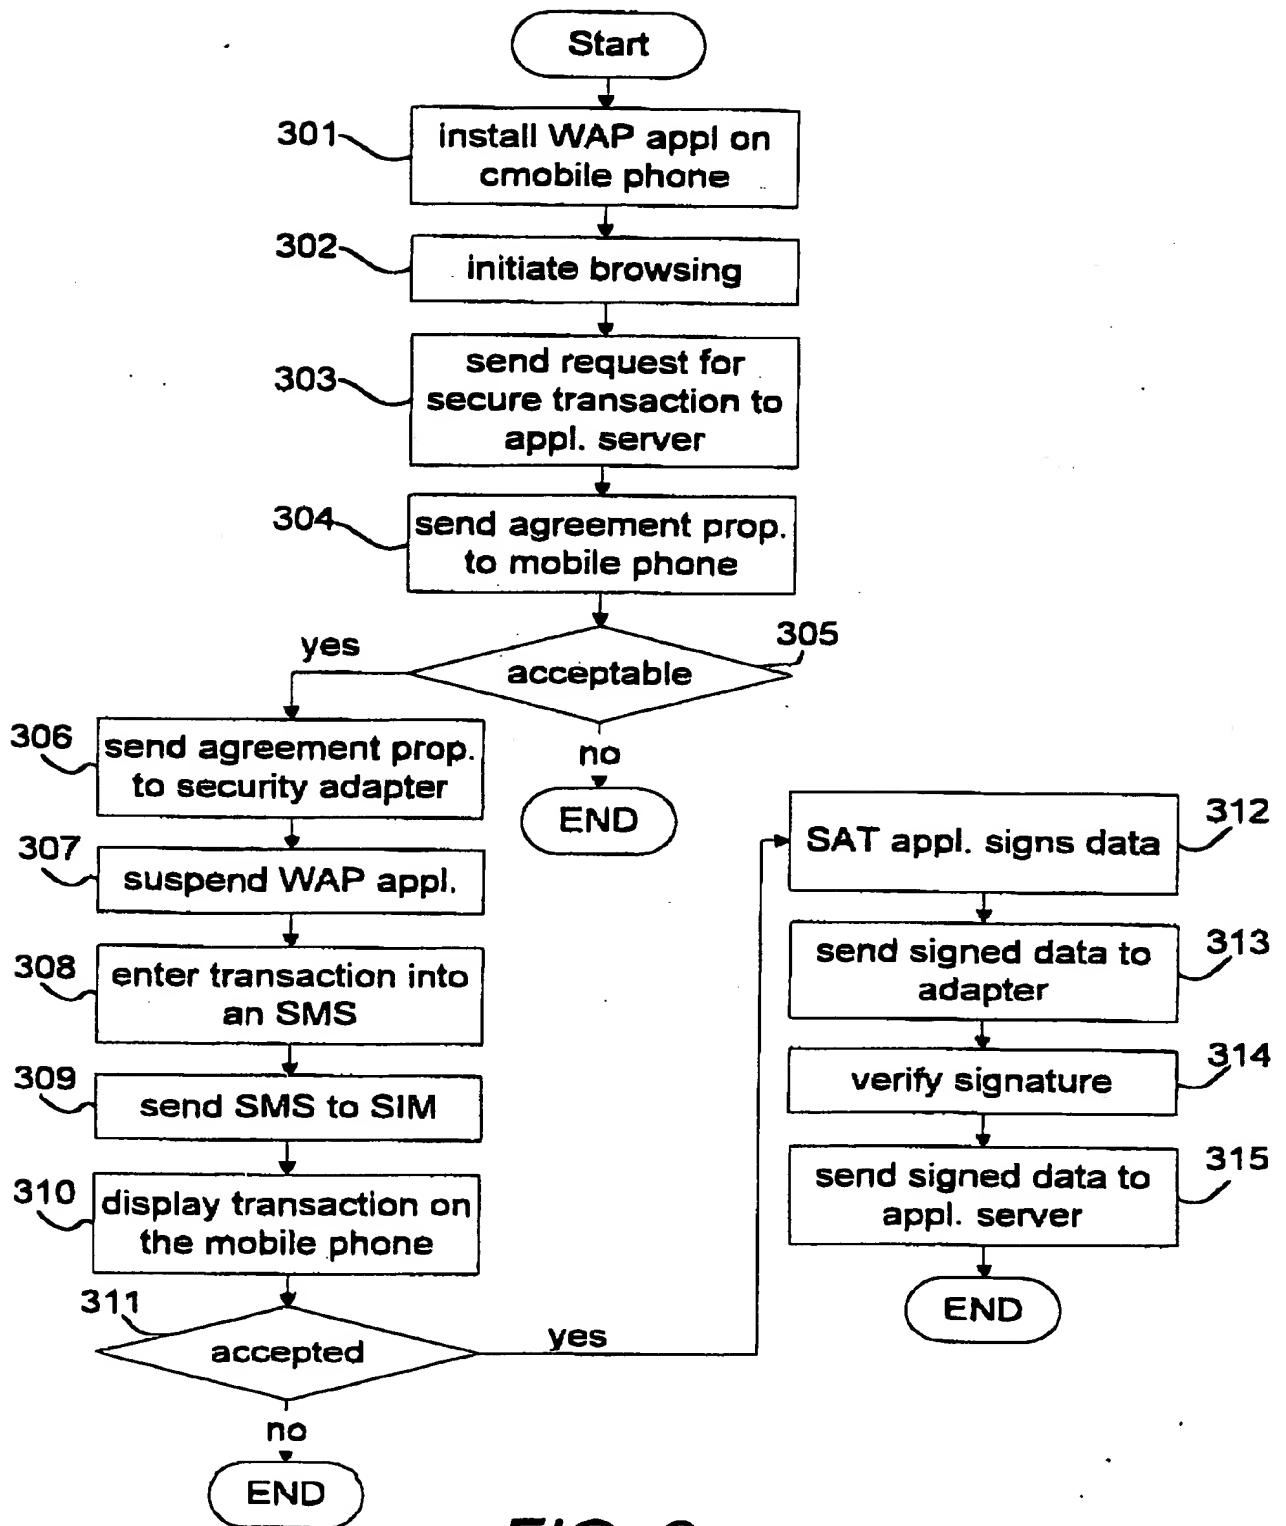 Start
301
install WAP appl on
cmobile phone
302
initiate browsing
303
send request for
secure transaction to
appl. server
304
send agreement prop.
to mobile phone
305
acceptable
yes
no
END
306
send agreement prop.
to security adapter
307
suspend WAP appl.
308
enter transaction into
an SMS
309
send SMS to SIM
310
display transaction on
the mobile phone
311
accepted
yes
no
END
312
SAT appl. signs data
313
send signed data to
adapter
314
verify signature
315
send signed data to
appl. server
END
FIG.